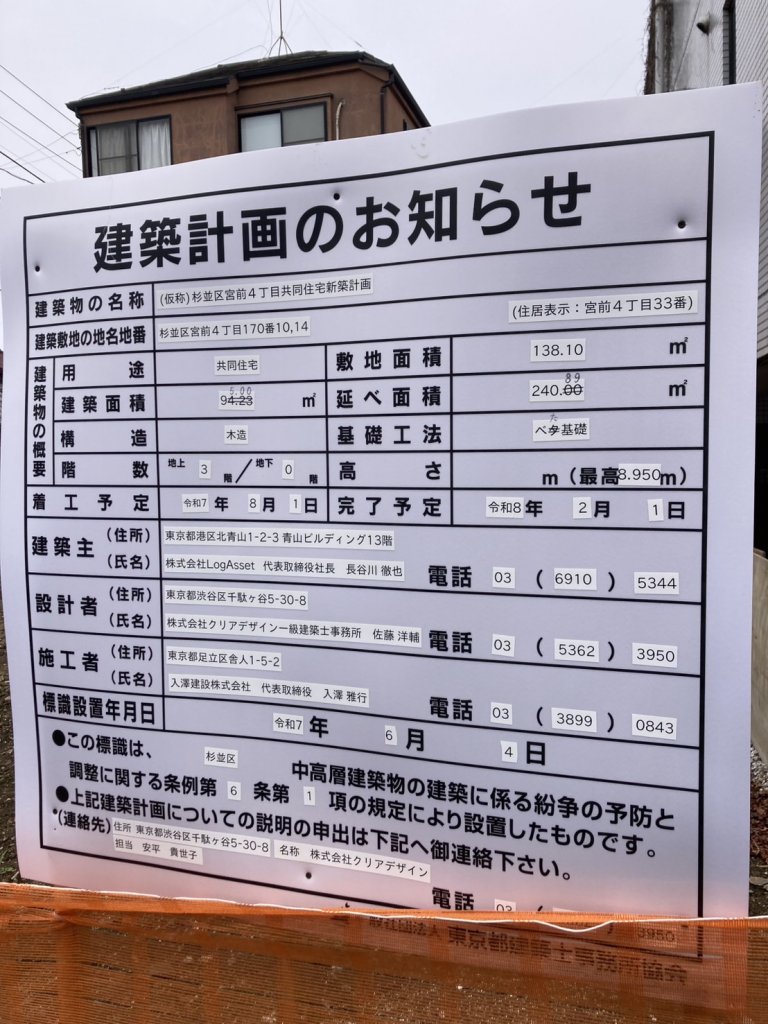 建築計画のお知らせ
建築物の名称 (仮称)杉並区宮前4丁目共同住宅新築計画
建築敷地の地名地番 杉並区宮前4丁目170番10,14 (住居表示:宮前4丁目33番)
建築物の概要
用途 共同住宅 敷地面積 138.10 ㎡
建築面積 94.23 5.00 ㎡ 延べ面積 240.00 89 ㎡
構造 木造 基礎工法 べタ基礎 た
階数 地上 3 階/地下 0 階 高さ m(最高8.950m)
着工予定 令和7年 8月 1日 完了予定 令和8年 2月 1日
建築主 (住所) 東京都港区北青山1-2-3 青山ビルディング13階
(氏名) 株式会社LogAsset 代表取締役社長 長谷川 徹也 電話 03 (6910) 5344
設計者 (住所) 東京都渋谷区千駄ヶ谷5-30-8
(氏名) 株式会社クリアデザイン一級建築士事務所 佐藤 洋輔 電話 03 (5362) 3950
施工者 (住所) 東京都足立区舎人1-5-2
(氏名) 入澤建設株式会社 代表取締役 入澤 雅行 電話 03 (3899) 0843
標識設置年月日 令和7年 6月 4日
●この標識は、 杉並区 中高層建築物の建築に係る紛争の予防と
調整に関する条例第 6 条第 1 項の規定により設置したものです。
●上記建築計画についての説明の申出は下記へ御連絡下さい。
(連絡先) 住所 東京都渋谷区千駄ヶ谷5-30-8 名称 株式会社クリアデザイン
担当 安平 貴世子
電話 03 3950
社団法人 東京都建築士事務所協会